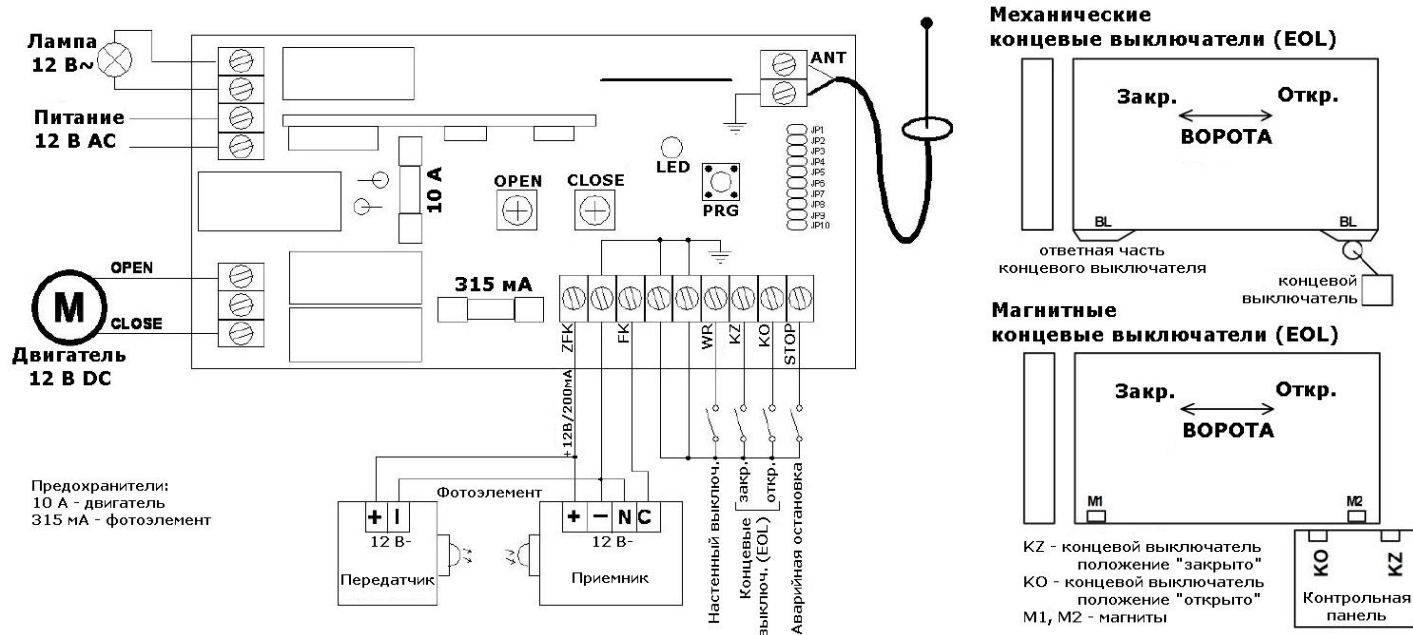 Лампа
12 В~
Питание
12 В AC
ANT
JP1
JP2
JP3
JP4
JP5
JP6
JP7
JP8
JP9
JP10
LED
PRG
OPEN
CLOSE
10 А
315 мА
OPEN
M
CLOSE
Двигатель
12 В DC
ZFK
FK
WR
KZ
KO
STOP
+12В/200мА
Предохранители:
10 А - двигатель
315 мА - фотоэлемент
Фотоэлемент
+ I
12 В-
Передатчик
+ – N C
12 В-
Приемник
Настенный выключ.
закр.
откр.
Концевые
выключ. (EOL)
Аварийная остановка
Механические
концевые выключатели (EOL)
Закр.
Откр.
ВОРОТА
BL
BL
ответная часть
концевого выключателя
концевой
выключатель
Магнитные
концевые выключатели (EOL)
Закр.
Откр.
ВОРОТА
M1
M2
KZ - концевой выключатель
положение "закрыто"
KO - концевой выключатель
положение "открыто"
M1, M2 - магниты
KO
KZ
Контрольная
панель